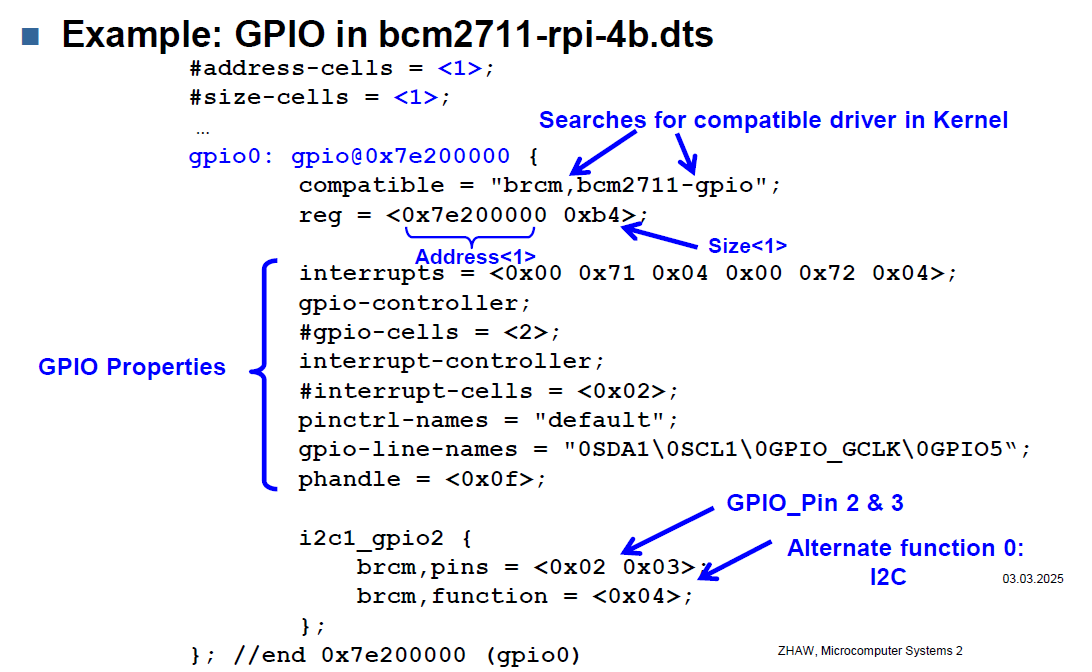 Example: GPIO in bcm2711-rpi-4b.dts
#address-cells = <1>;
#size-cells = <1>;
...
Searches for compatible driver in Kernel
gpio0: gpio@0x7e200000 {
compatible = "brcm,bcm2711-gpio";
reg = <0x7e200000 0xb4>;
Address<1>
Size<1>
interrupts = <0x00 0x71 0x04 0x00 0x72 0x04>;
gpio-controller;
#gpio-cells = <2>;
interrupt-controller;
GPIO Properties
#interrupt-cells = <0x02>;
pinctrl-names = "default";
gpio-line-names = "0SDA1\0SCL1\0GPIO_GCLK\0GPIO5“;
phandle = <0x0f>;
GPIO_Pin 2 & 3
i2c1_gpio2 {
Alternate function 0:
I2C
brcm,pins = <0x02 0x03>;
03.03.2025
brcm,function = <0x04>;
};
}; //end 0x7e200000 (gpio0)
ZHAW, Microcomputer Systems 2